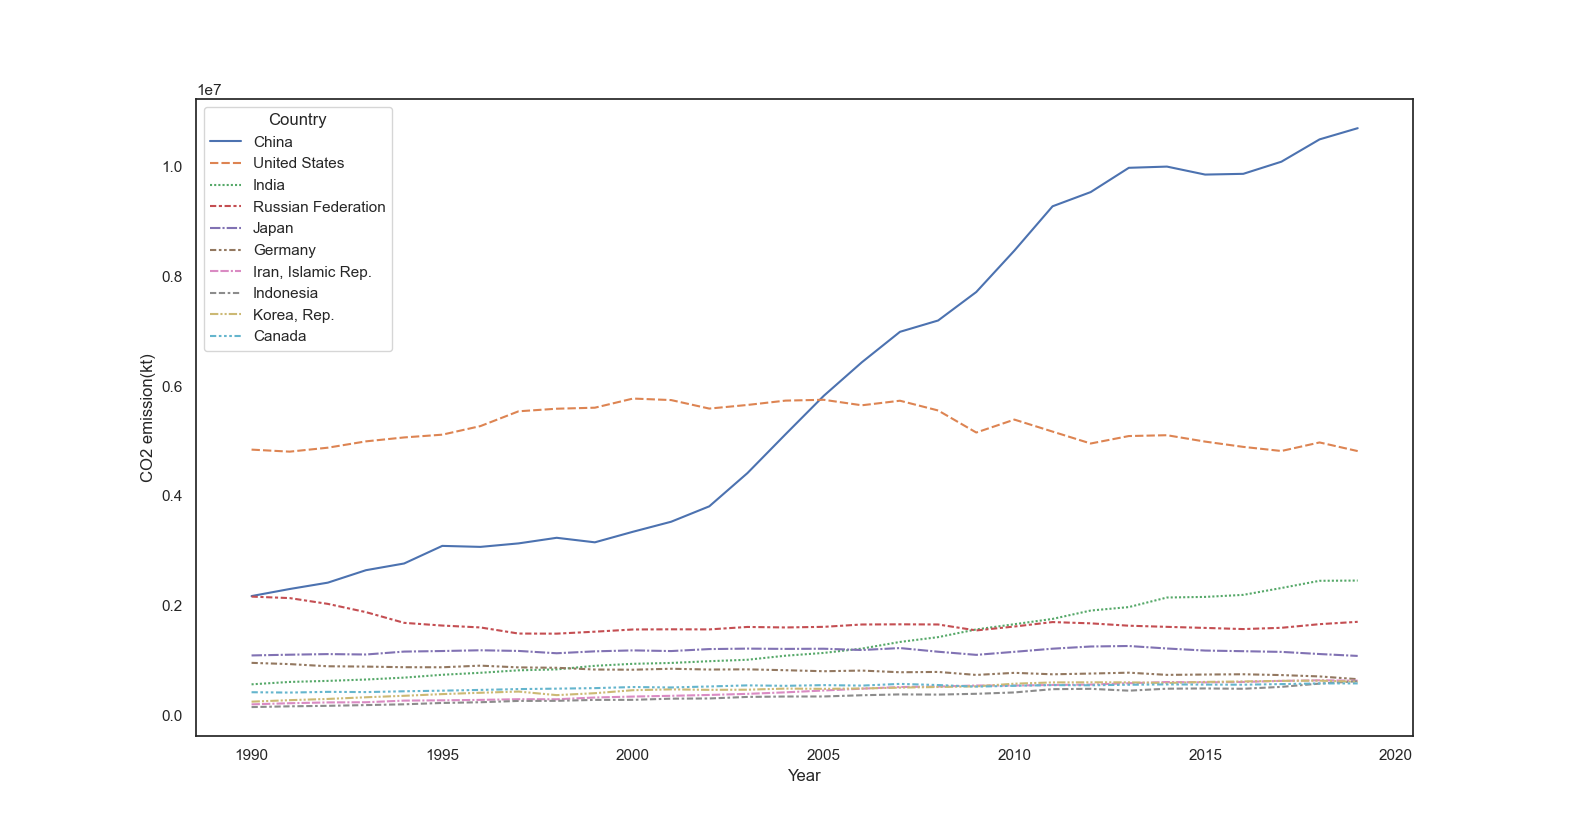 1e7
Country
China
United States
India
Russian Federation
Japan
Germany
Iran, Islamic Rep.
Indonesia
Korea, Rep.
Canada
1.0
0.8
0.6
0.4
0.2
0.0
CO2 emission(kt)
1990 1995 2000 2005 2010 2015 2020
Year